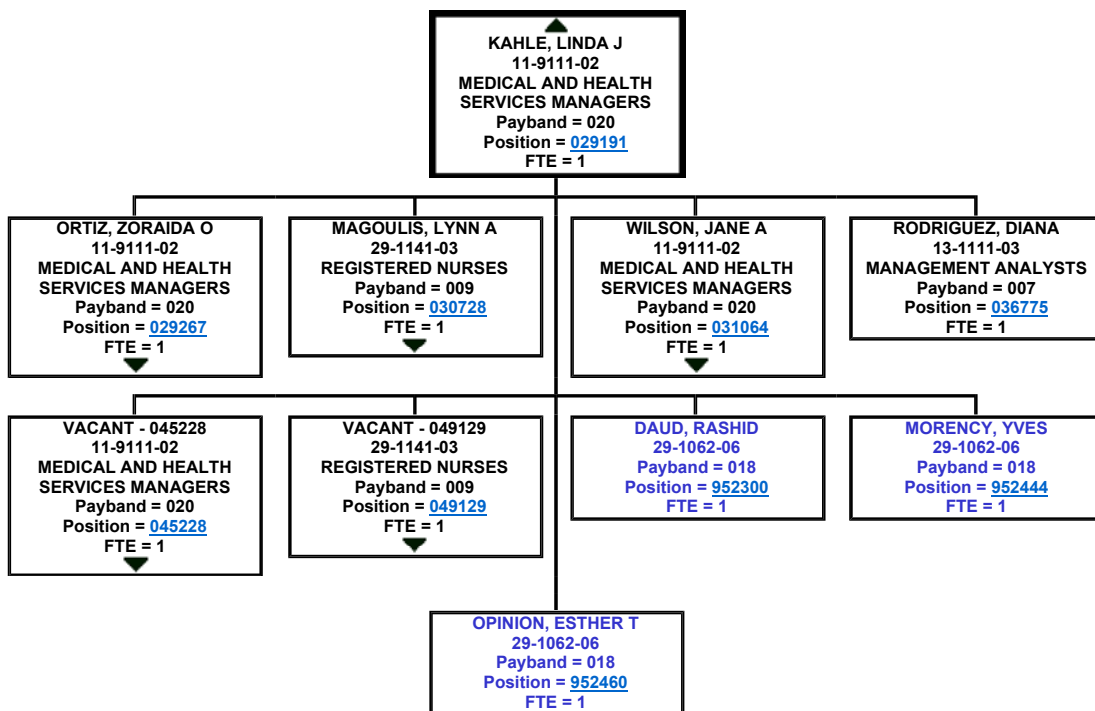 KAHLE, LINDA J
11-9111-02
MEDICAL AND HEALTH
SERVICES MANAGERS
Payband = 020
Position = 029191
FTE = 1
ORTIZ, ZORAIDA O
11-9111-02
MEDICAL AND HEALTH
SERVICES MANAGERS
Payband = 020
Position = 029267
FTE = 1
MAGOULIS, LYNN A
29-1141-03
REGISTERED NURSES
Payband = 009
Position = 030728
FTE = 1
WILSON, JANE A
11-9111-02
MEDICAL AND HEALTH
SERVICES MANAGERS
Payband = 020
Position = 031064
FTE = 1
RODRIGUEZ, DIANA
13-1111-03
MANAGEMENT ANALYSTS
Payband = 007
Position = 036775
FTE = 1
VACANT - 045228
11-9111-02
MEDICAL AND HEALTH
SERVICES MANAGERS
Payband = 020
Position = 045228
FTE = 1
VACANT - 049129
29-1141-03
REGISTERED NURSES
Payband = 009
Position = 049129
FTE = 1
DAUD, RASHID
29-1062-06
Payband = 018
Position = 952300
FTE = 1
MORENCY, YVES
29-1062-06
Payband = 018
Position = 952444
FTE = 1
OPINION, ESTHER T
29-1062-06
Payband = 018
Position = 952460
FTE = 1